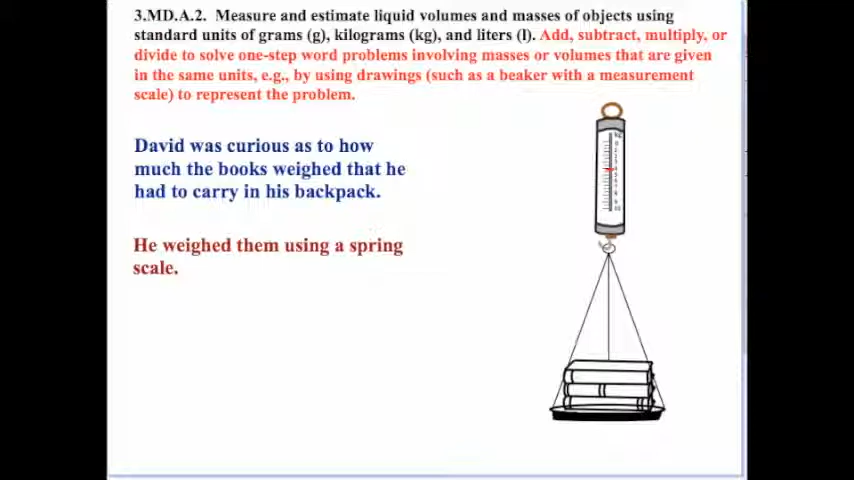 3.MD.A.2.  Measure and estimate liquid volumes and masses of objects using
standard units of grams (g), kilograms (kg), and liters (l). Add, subtract, multiply, or
divide to solve one-step word problems involving masses or volumes that are given
in the same units, e.g., by using drawings (such as a beaker with a measurement
scale) to represent the problem.
David was curious as to how
much the books weighed that he
had to carry in his backpack.
He weighed them using a spring
scale.